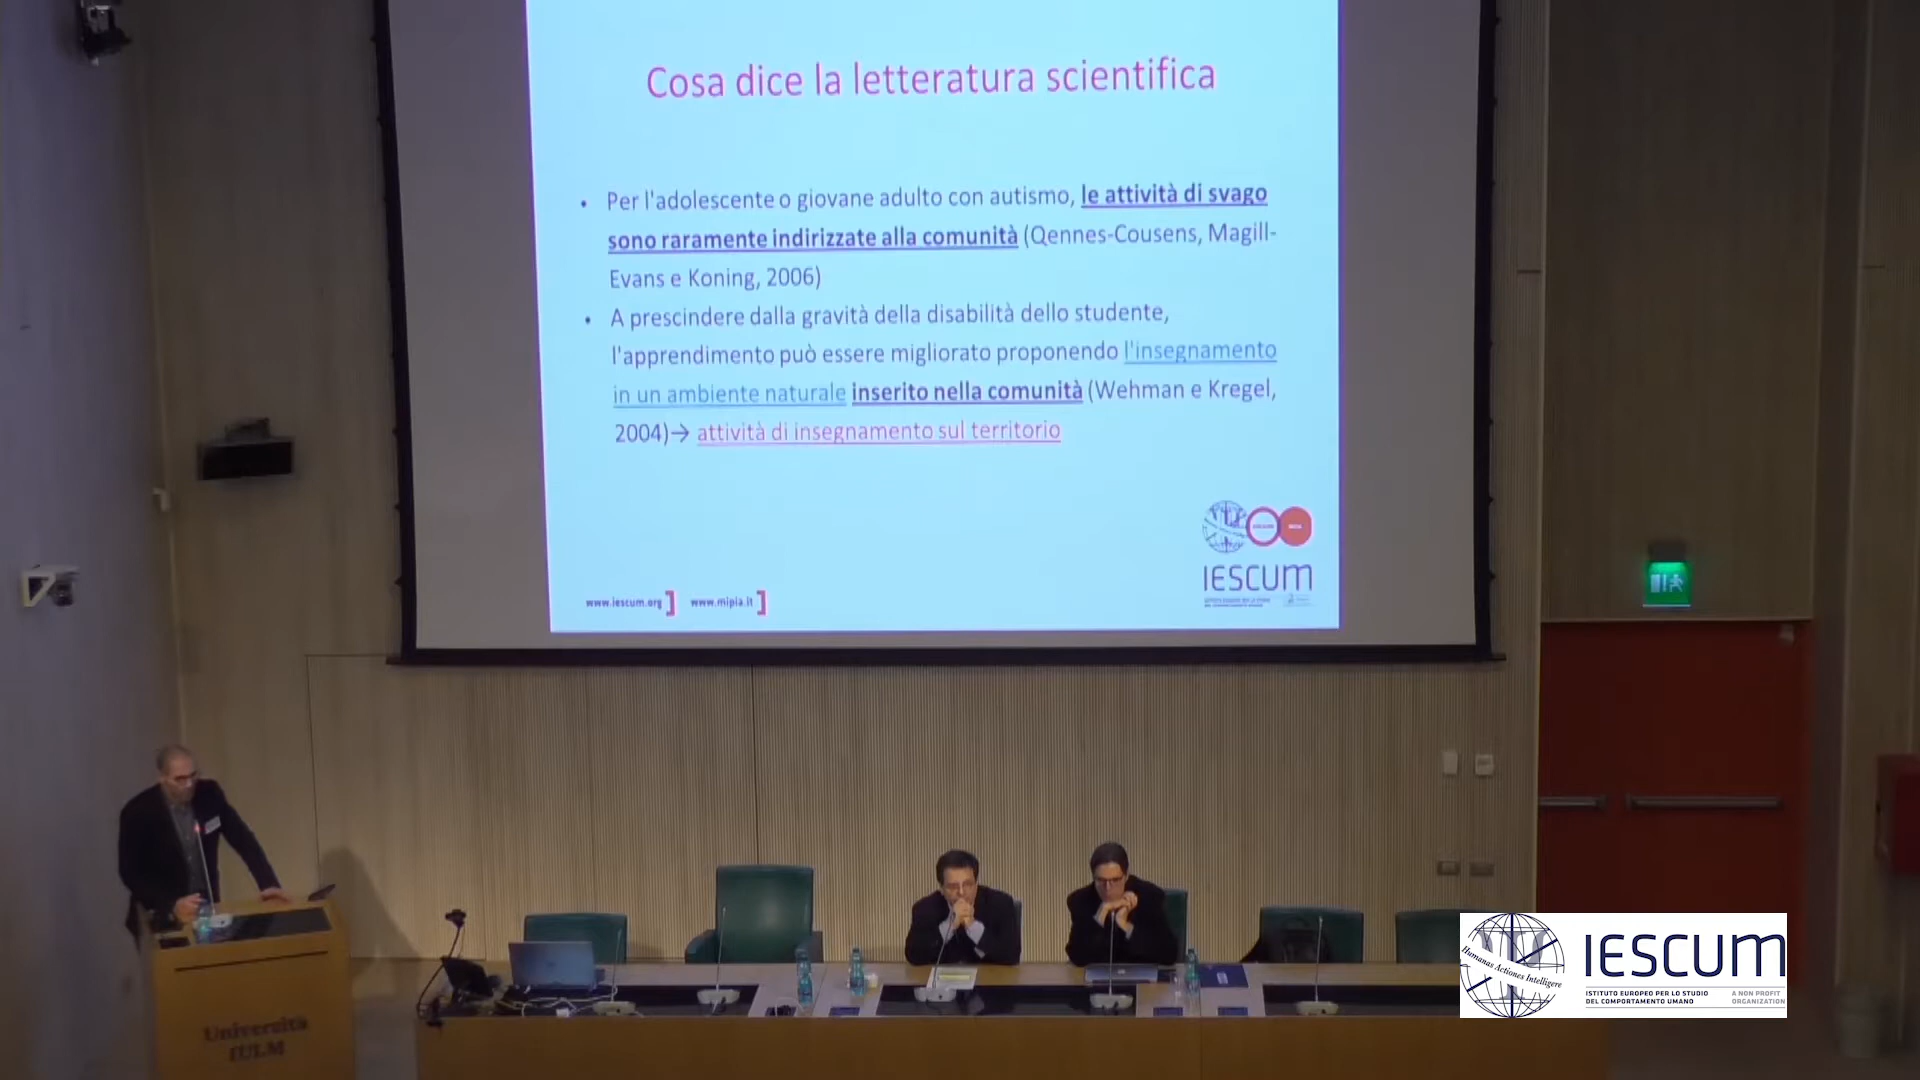 Cosa dice la letteratura scientifica
• Per l'adolescente o giovane adulto con autismo, le attività di svago
sono raramente indirizzate alla comunità (Qennes-Cousens, Magill-
Evans e Koning, 2006)
• A prescindere dalla gravità della disabilità dello studente,
l'apprendimento può essere migliorato proponendo l'insegnamento
in un ambiente naturale inserito nella comunità (Wehman e Kregel,
2004)→ attività di insegnamento sul territorio
IESCUM
www.iescum.org] www.mipia.it]
Università
IULM
Humanas Actiones Intelligere
IESCUM
ISTITUTO EUROPEO PER LO STUDIO
DEL COMPORTAMENTO UMANO
A NON PROFIT
ORGANIZATION